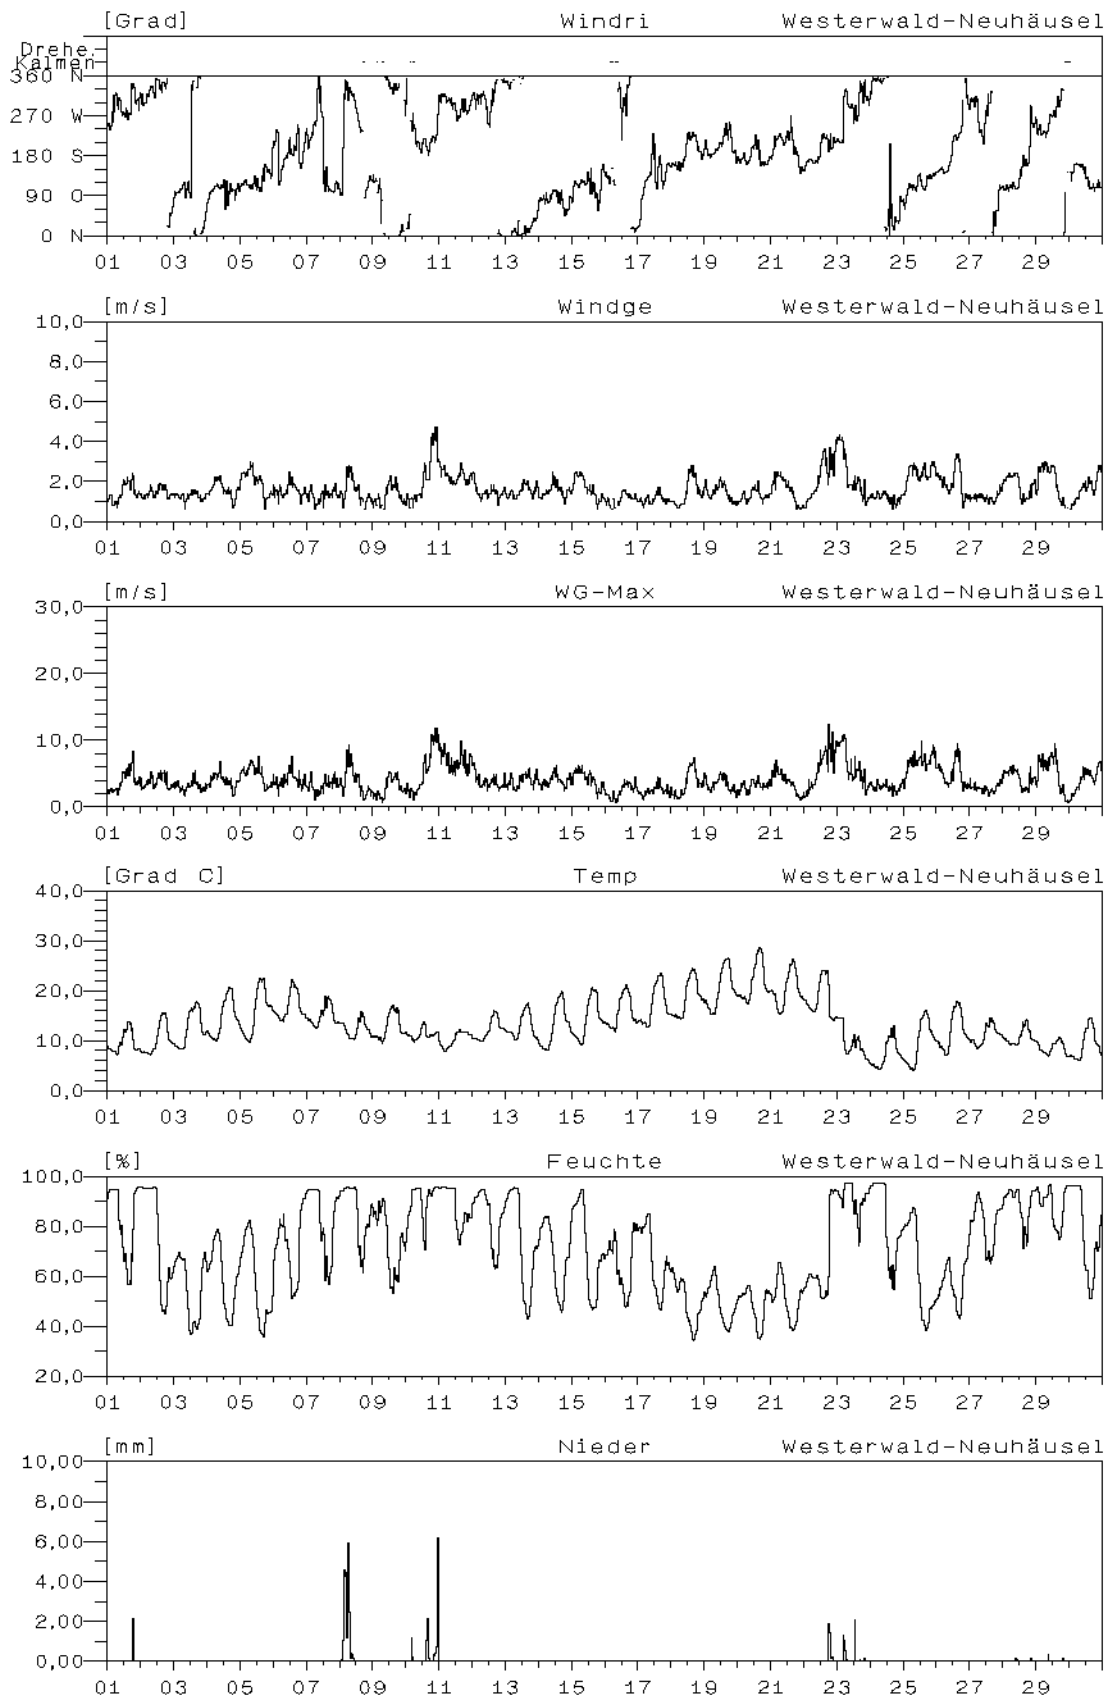 [Grad] Windri Westerwald-Neuhäusel
Drehe.
Kalmen
360 N
270 W
180 S
90 O
0 N
01 03 05 07 09 11 13 15 17 19 21 23 25 27 29
[m/s] Windge Westerwald-Neuhäusel
10,0
8,0
6,0
4,0
2,0
0,0
01 03 05 07 09 11 13 15 17 19 21 23 25 27 29
[m/s] WG-Max Westerwald-Neuhäusel
30,0
20,0
10,0
0,0
01 03 05 07 09 11 13 15 17 19 21 23 25 27 29
[Grad C] Temp Westerwald-Neuhäusel
40,0
30,0
20,0
10,0
0,0
01 03 05 07 09 11 13 15 17 19 21 23 25 27 29
[%] Feuchte Westerwald-Neuhäusel
100,0
80,0
60,0
40,0
20,0
01 03 05 07 09 11 13 15 17 19 21 23 25 27 29
[mm] Nieder Westerwald-Neuhäusel
10,00
8,00
6,00
4,00
2,00
0,00
01 03 05 07 09 11 13 15 17 19 21 23 25 27 29